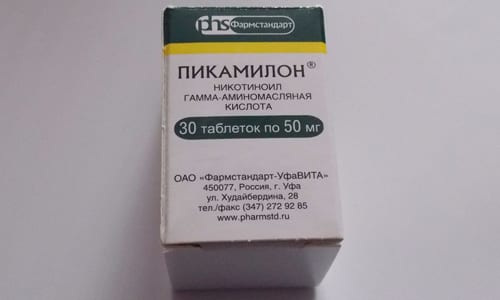 phs Фармстандарт
ПИКАМИЛОН®
НИКОТИНОИЛ
ГАММА-АМИНОМАСЛЯНАЯ
КИСЛОТА
30 таблеток по 50 мг
ОАО «Фармстандарт-УфаВИТА»
450077, Россия, г. Уфа
ул. Худайбердина, 28
тел./факс (347) 272 92 85
www.pharmstd.ru